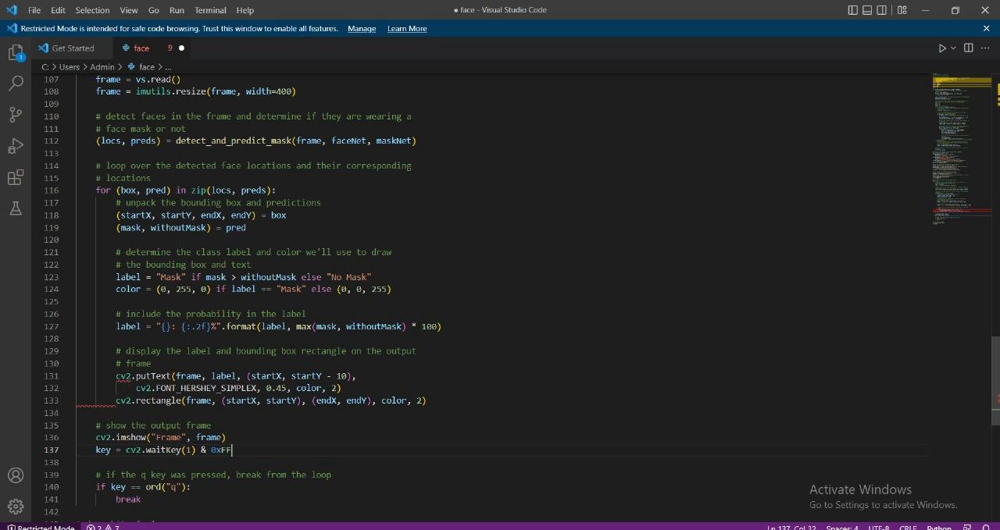 File Edit Selection View Go Run Terminal Help
● face - Visual Studio Code
Restricted Mode is intended for safe code browsing. Trust this window to enable all features. Manage Learn More
Get Started
face 9 ●
C: > Users > Admin > face > ...
107 frame = vs.read()
108 frame = imutils.resize(frame, width=400)
109
110 # detect faces in the frame and determine if they are wearing a
111 # face mask or not
112 (locs, preds) = detect_and_predict_mask(frame, faceNet, maskNet)
113
114 # loop over the detected face locations and their corresponding
115 # locations
116 for (box, pred) in zip(locs, preds):
117 # unpack the bounding box and predictions
118 (startX, startY, endX, endY) = box
119 (mask, withoutMask) = pred
120
121 # determine the class label and color we'll use to draw
122 # the bounding box and text
123 label = "Mask" if mask > withoutMask else "No Mask"
124 color = (0, 255, 0) if label == "Mask" else (0, 0, 255)
125
126 # include the probability in the label
127 label = "{}: {:.2f}%".format(label, max(mask, withoutMask) * 100)
128
129 # display the label and bounding box rectangle on the output
130 # frame
131 cv2.putText(frame, label, (startX, startY - 10),
132 cv2.FONT_HERSHEY_SIMPLEX, 0.45, color, 2)
133 cv2.rectangle(frame, (startX, startY), (endX, endY), color, 2)
134
135 # show the output frame
136 cv2.imshow("Frame", frame)
137 key = cv2.waitKey(1) & 0xFF
138
139 # if the q key was pressed, break from the loop
140 if key == ord("q"):
141 break
142
1
Activate Windows
Go to Settings to activate Windows.
Restricted Mode 2 7
Ln 137, Col 32 Spaces: 4 UTF-8 CRLF Python